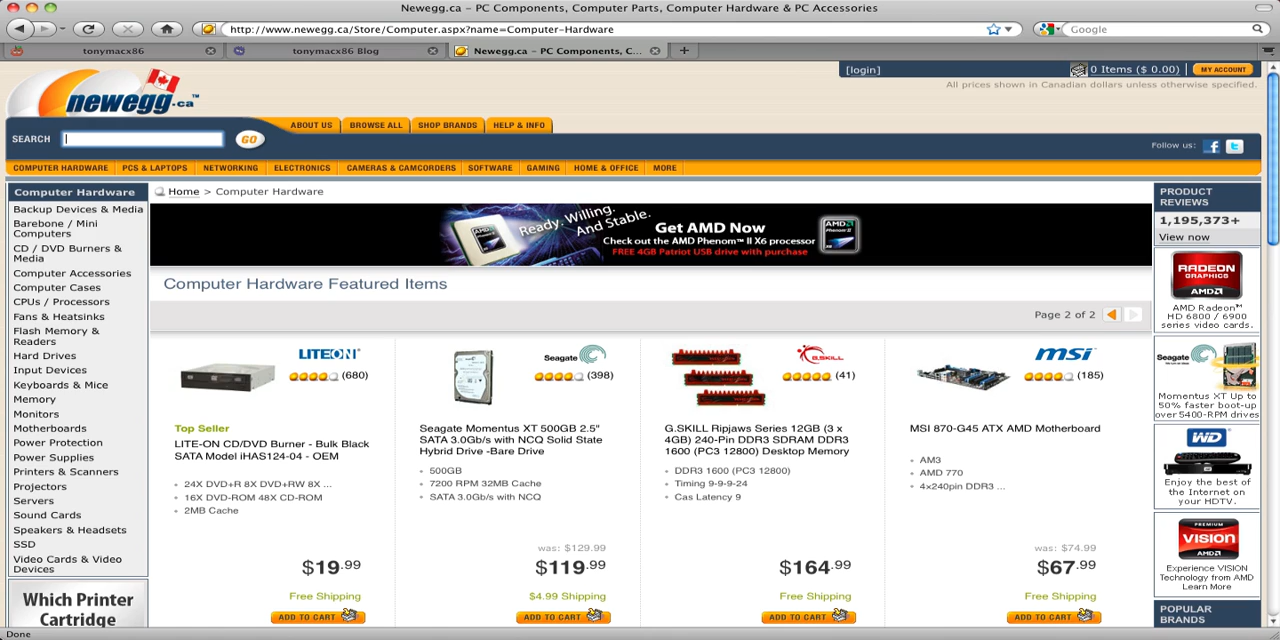 Newegg.ca – PC Components, Computer Parts, Computer Hardware & PC Accessories
http://www.newegg.ca/Store/Computer.aspx?name=Computer-Hardware
Google
tonymacx86
tonymacx86 Blog
Newegg.ca – PC Components, C...
newegg.ca
[login]
0 Items ($ 0.00)
MY ACCOUNT
All prices shown in Canadian dollars unless otherwise specified.
ABOUT US
BROWSE ALL
SHOP BRANDS
HELP & INFO
SEARCH
GO
Follow us:
COMPUTER HARDWARE
PCS & LAPTOPS
NETWORKING
ELECTRONICS
CAMERAS & CAMCORDERS
SOFTWARE
GAMING
HOME & OFFICE
MORE
Computer Hardware
Backup Devices & Media
Barebone / Mini
Computers
CD / DVD Burners &
Media
Computer Accessories
Computer Cases
CPUs / Processors
Fans & Heatsinks
Flash Memory &
Readers
Hard Drives
Input Devices
Keyboards & Mice
Memory
Monitors
Motherboards
Power Protection
Power Supplies
Printers & Scanners
Projectors
Servers
Sound Cards
Speakers & Headsets
SSD
Video Cards & Video
Devices
Which Printer
Cartridge
Home > Computer Hardware
Ready. Willing.
And Stable.
Get AMD Now
Check out the AMD Phenom™ II X6 processor
FREE 4GB Patriot USB drive with purchase
Computer Hardware Featured Items
Page 2 of 2
LITEON
(680)
Top Seller
LITE-ON CD/DVD Burner - Bulk Black
SATA Model iHAS124-04 - OEM
24X DVD+R 8X DVD+RW 8X ...
16X DVD-ROM 48X CD-ROM
2MB Cache
$19.99
Free Shipping
ADD TO CART
Seagate
(398)
Seagate Momentus XT 500GB 2.5"
SATA 3.0Gb/s with NCQ Solid State
Hybrid Drive -Bare Drive
500GB
7200 RPM 32MB Cache
SATA 3.0Gb/s with NCQ
was: $129.99
$119.99
$4.99 Shipping
ADD TO CART
G.SKILL
(41)
G.SKILL Ripjaws Series 12GB (3 x
4GB) 240-Pin DDR3 SDRAM DDR3
1600 (PC3 12800) Desktop Memory
DDR3 1600 (PC3 12800)
Timing 9-9-9-24
Cas Latency 9
$164.99
Free Shipping
ADD TO CART
msi
(185)
MSI 870-G45 ATX AMD Motherboard
AM3
AMD 770
4x240pin DDR3 ...
was: $74.99
$67.99
Free Shipping
ADD TO CART
PRODUCT
REVIEWS
1,195,373+
View now
RADEON
GRAPHICS
AMD
AMD Radeon™
HD 6800 / 6900
series video cards.
Seagate
Momentus XT Up to
50% faster boot-up
over 5400-RPM drives
WD
Enjoy the best of
the Internet on
your HDTV.
PREMIUM
VISION
AMD
Experience VISION
Technology from AMD
Learn More
POPULAR
BRANDS
Done